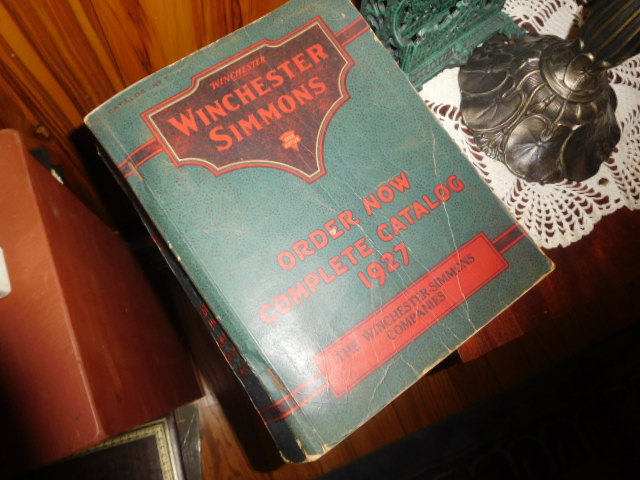 WINCHESTER
WINCHESTER
SIMMONS
ORDER NOW
COMPLETE CATALOG
1927
THE WINCHESTER-SIMMONS
COMPANIES